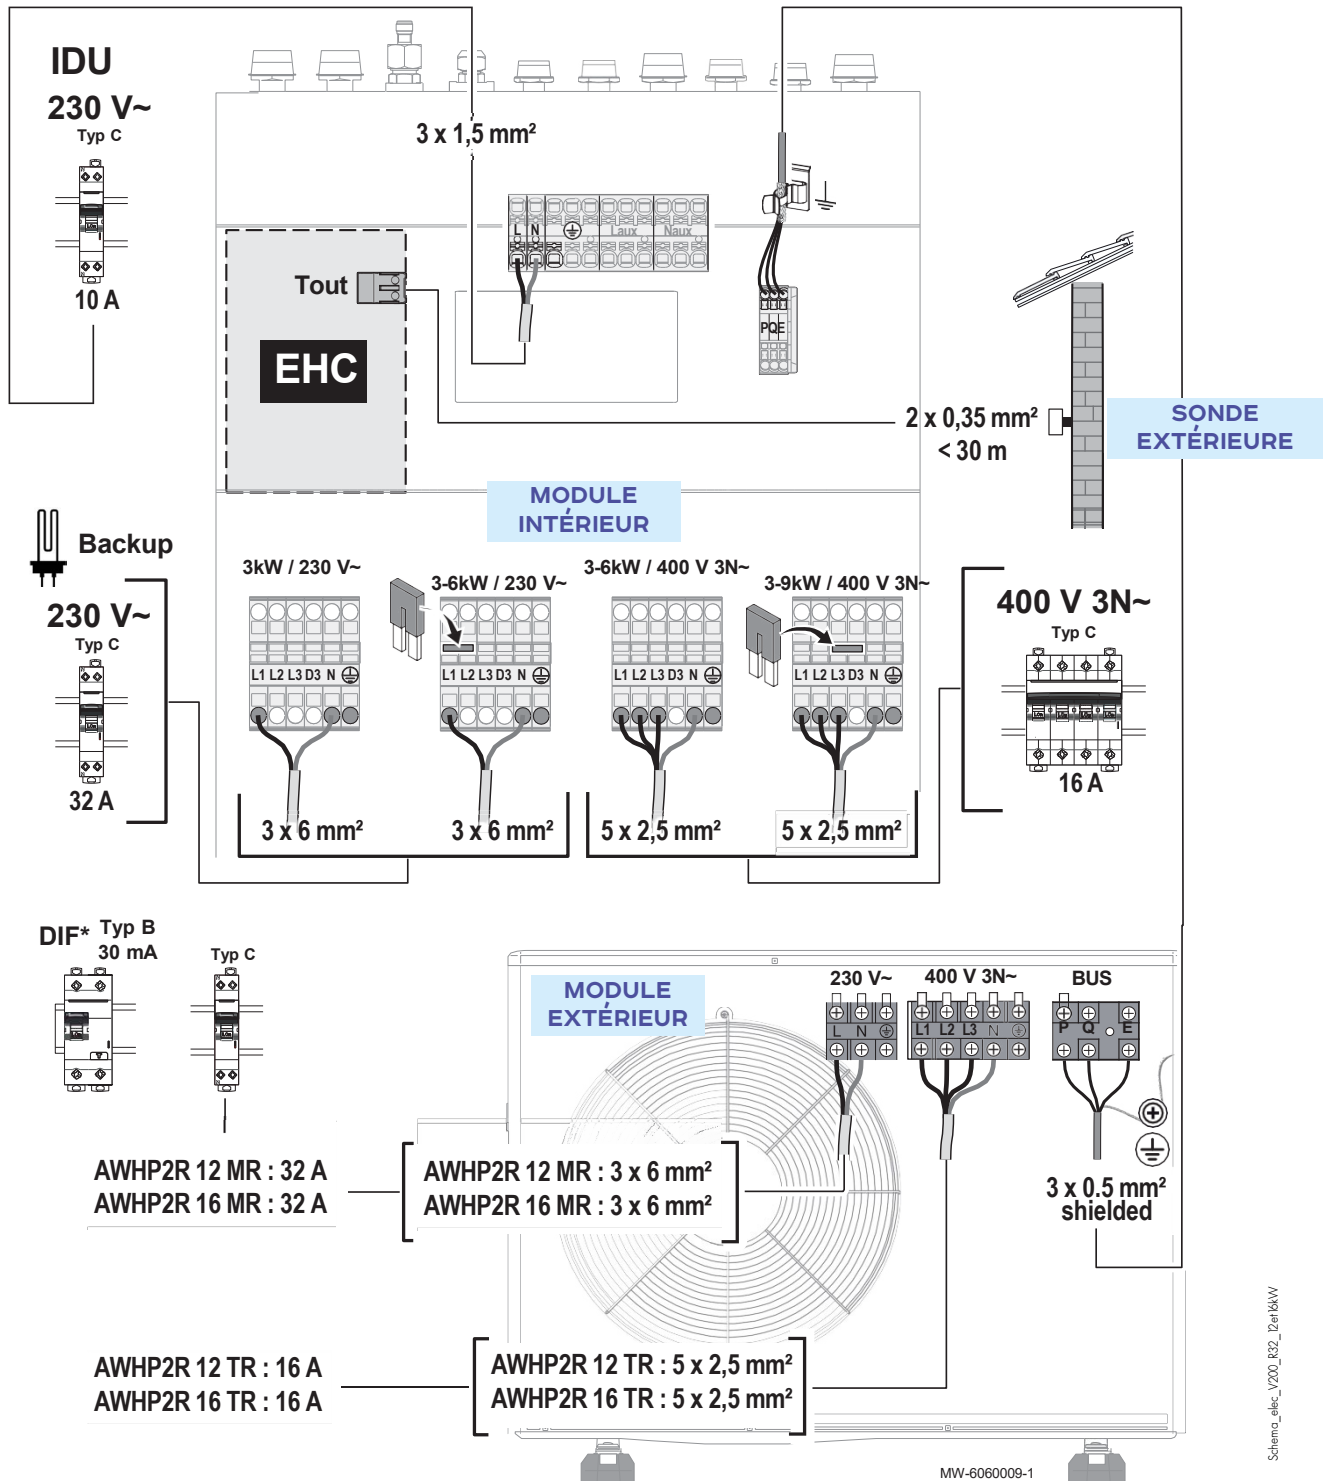 IDU
230 V~
Typ C
10 A
3 x 1,5 mm²
L N Laux Naux
Tout
EHC
PQE
2 x 0,35 mm²
< 30 m
SONDE
EXTÉRIEURE
MODULE
INTÉRIEUR
Backup
230 V~
Typ C
32 A
3kW / 230 V~
L1 L2 L3 D3 N
3 x 6 mm²
3-6kW / 230 V~
L1 L2 L3 D3 N
3 x 6 mm²
3-6kW / 400 V 3N~
L1 L2 L3 D3 N
5 x 2,5 mm²
3-9kW / 400 V 3N~
L1 L2 L3 D3 N
5 x 2,5 mm²
400 V 3N~
Typ C
16 A
DIF* Typ B
30 mA
Typ C
MODULE
EXTÉRIEUR
230 V~
L N
400 V 3N~
L1 L2 L3 N
BUS
P Q E
3 x 0.5 mm²
shielded
AWHP2R 12 MR : 32 A
AWHP2R 16 MR : 32 A
AWHP2R 12 MR : 3 x 6 mm²
AWHP2R 16 MR : 3 x 6 mm²
AWHP2R 12 TR : 16 A
AWHP2R 16 TR : 16 A
AWHP2R 12 TR : 5 x 2,5 mm²
AWHP2R 16 TR : 5 x 2,5 mm²
MW-6060009-1
Schema_elec_V200_R32_12et16kW